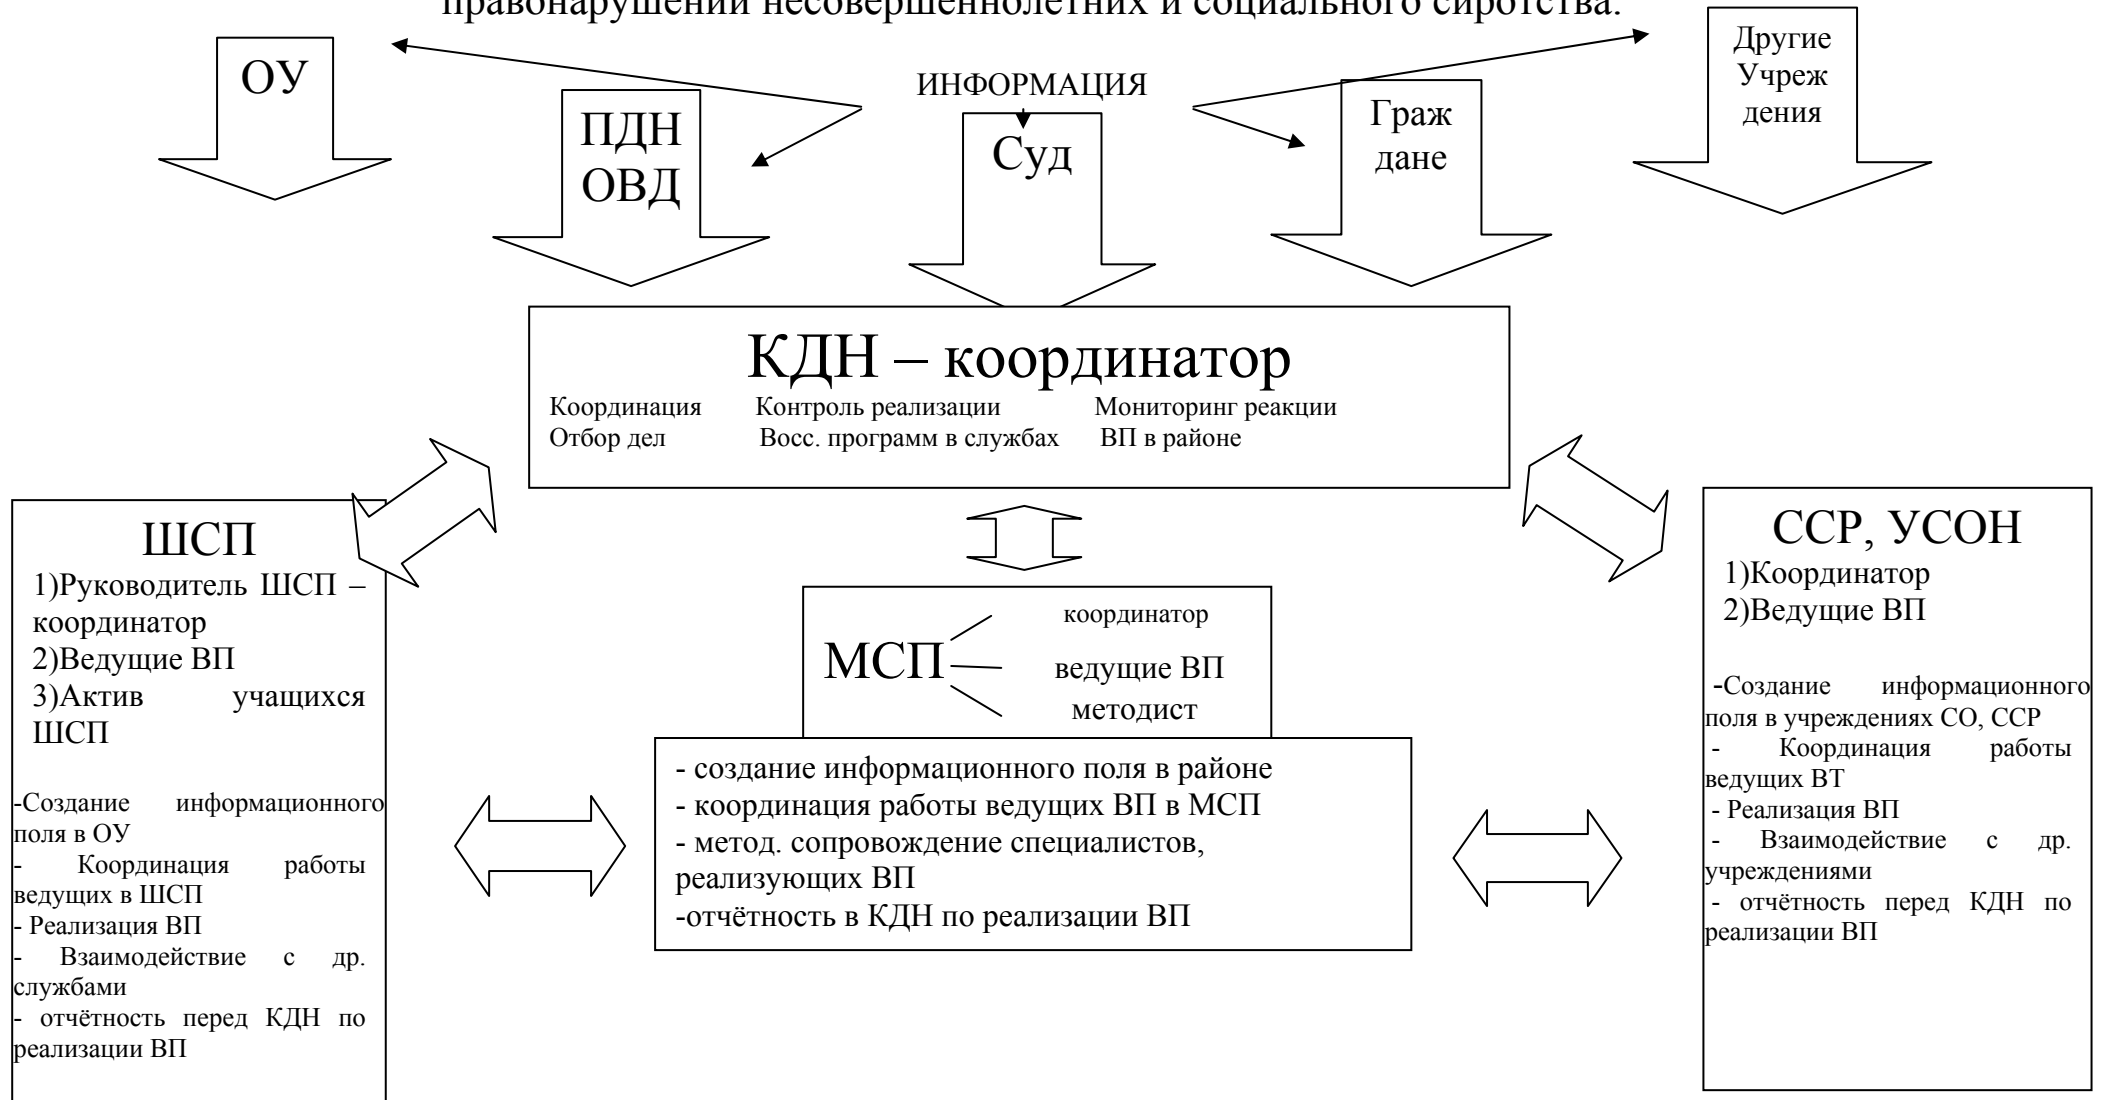 правонарушений несовершеннолетних и социального сиротства.
ОУ
ПДН
ОВД
ИНФОРМАЦИЯ
Суд
Граж
дане
Другие
Учреж
дения
КДН – координатор
Координация Контроль реализации Мониторинг реакции
Отбор дел Восс. программ в службах ВП в районе
ШСП
1)Руководитель ШСП –
координатор
2)Ведущие ВП
3)Актив учащихся
ШСП
-Создание информационного
поля в ОУ
- Координация работы
ведущих в ШСП
- Реализация ВП
- Взаимодействие с др.
службами
- отчётность перед КДН по
реализации ВП
МСП
координатор
ведущие ВП
методист
- создание информационного поля в районе
- координация работы ведущих ВП в МСП
- метод. сопровождение специалистов,
реализующих ВП
-отчётность в КДН по реализации ВП
ССР, УСОН
1)Координатор
2)Ведущие ВП
-Создание информационного
поля в учреждениях СО, ССР
- Координация работы
ведущих ВТ
- Реализация ВП
- Взаимодействие с др.
учреждениями
- отчётность перед КДН по
реализации ВП